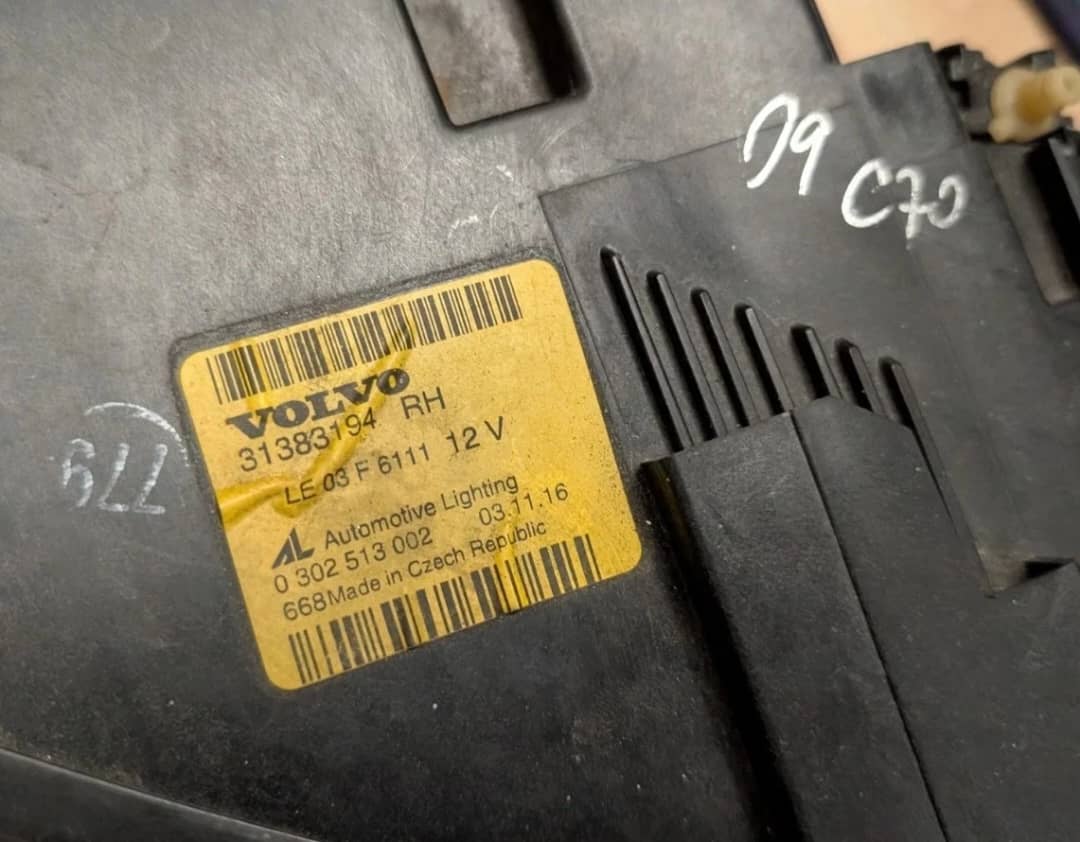 VOLVO
31383194 RH
LE 03 F 6111 12 V
AL Automotive Lighting
0 302 513 002 03.11.16
668 Made in Czech Republic
C70
779